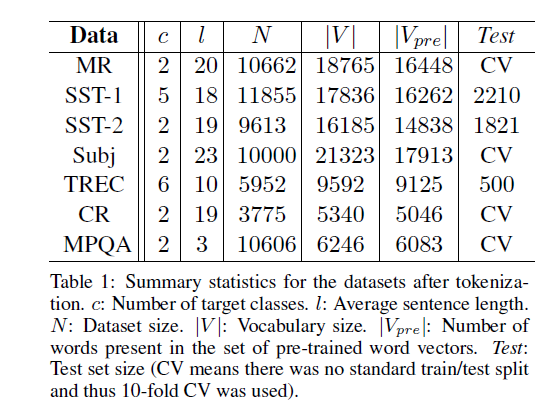 Data c l N |V| |Vpre| Test
MR 2 20 10662 18765 16448 CV
SST-1 5 18 11855 17836 16262 2210
SST-2 2 19 9613 16185 14838 1821
Subj 2 23 10000 21323 17913 CV
TREC 6 10 5952 9592 9125 500
CR 2 19 3775 5340 5046 CV
MPQA 2 3 10606 6246 6083 CV
Table 1: Summary statistics for the datasets after tokeniza-
tion. c: Number of target classes. l: Average sentence length.
N: Dataset size. |V|: Vocabulary size. |Vpre|: Number of
words present in the set of pre-trained word vectors. Test:
Test set size (CV means there was no standard train/test split
and thus 10-fold CV was used).